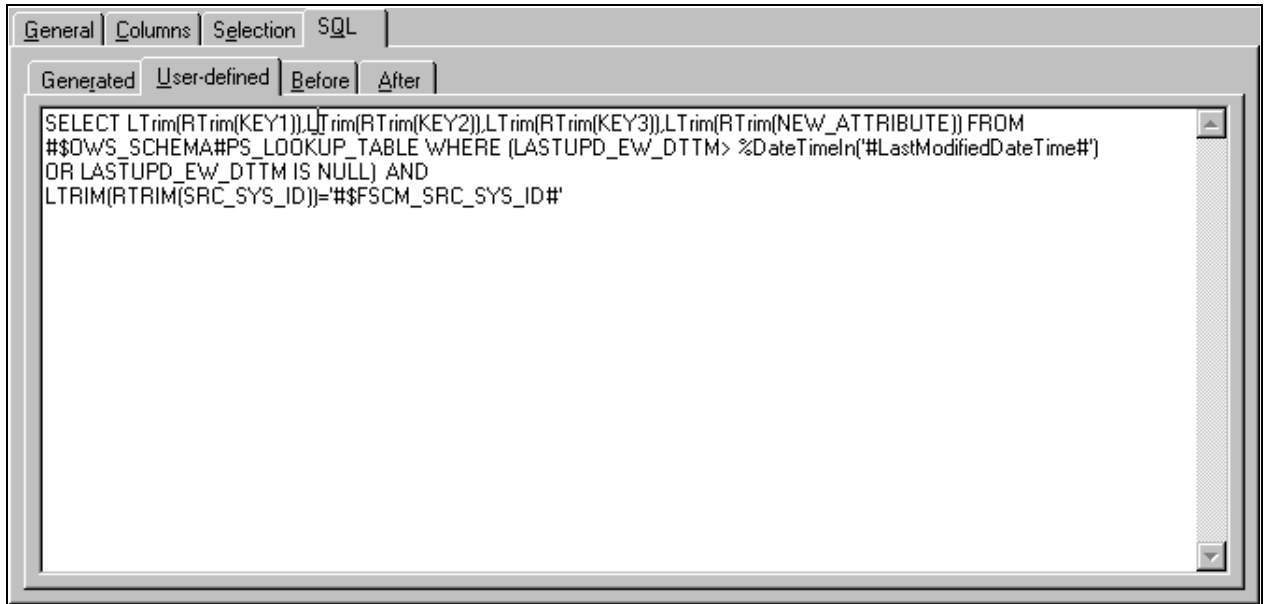 General Columns Selection SQL
Generated User-defined Before After
SELECT LTrim(RTrim(KEY1)),LTrim(RTrim(KEY2)),LTrim(RTrim(KEY3)),LTrim(RTrim(NEW_ATTRIBUTE)) FROM
#$OWS_SCHEMA#PS_LOOKUP_TABLE WHERE (LASTUPD_EW_DTTM> %DateTimeIn('#LastModifiedDateTime#')
OR LASTUPD_EW_DTTM IS NULL) AND
LTRIM(RTRIM(SRC_SYS_ID))='#$FSCM_SRC_SYS_ID#'